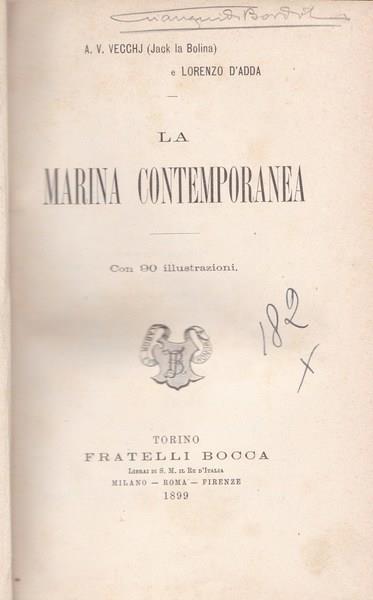 A. V. VECCHJ (Jack la Bolina)
e LORENZO D'ADDA
LA
MARINA CONTEMPORANEA
Con 90 illustrazioni.
182
x
TORINO
FRATELLI BOCCA
LIBRAI DI S. M. IL RE D'ITALIA
MILANO — ROMA — FIRENZE
1899